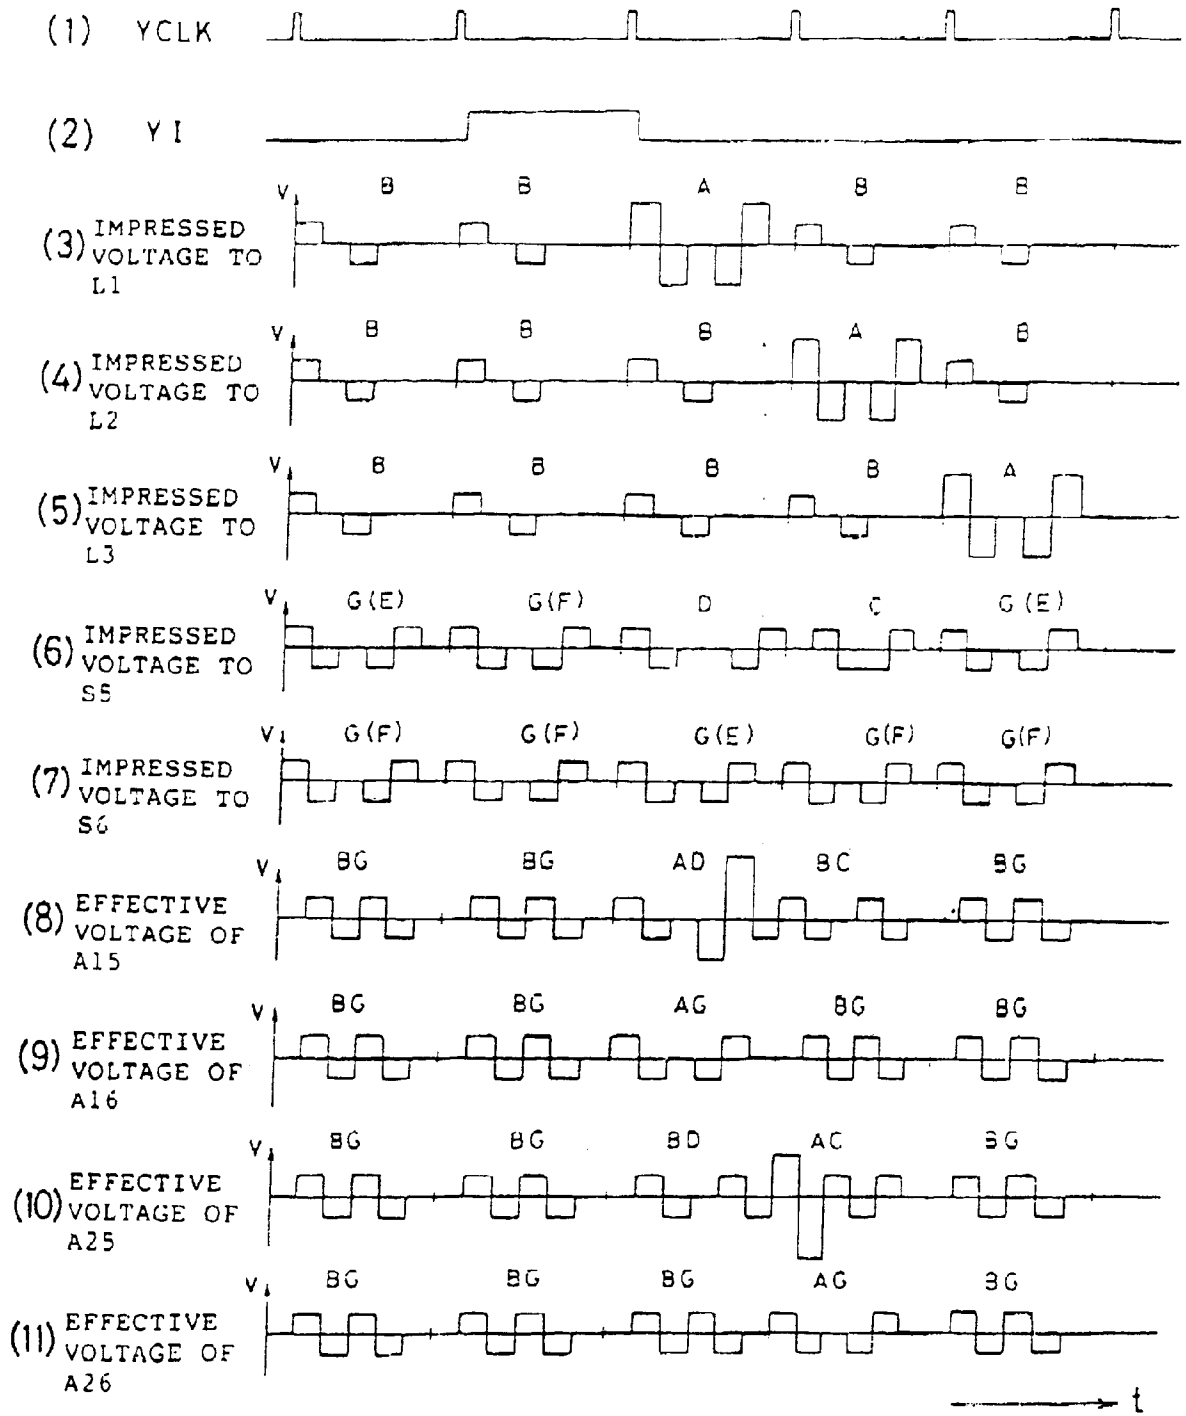 (1) YCLK
(2) YI
V B B A B B
(3) IMPRESSED
VOLTAGE TO
L1
V B B B A B
(4) IMPRESSED
VOLTAGE TO
L2
V B B B B A
(5) IMPRESSED
VOLTAGE TO
L3
V G(E) G(F) D C G(E)
(6) IMPRESSED
VOLTAGE TO
S5
V G(F) G(F) G(E) G(F) G(F)
(7) IMPRESSED
VOLTAGE TO
S6
V BG BG AD BC BG
(8) EFFECTIVE
VOLTAGE OF
A15
V BG BG AG BG BG
(9) EFFECTIVE
VOLTAGE OF
A16
V BG BG BD AC BG
(10) EFFECTIVE
VOLTAGE OF
A25
V BG BG BG AG BG
(11) EFFECTIVE
VOLTAGE OF
A26
t